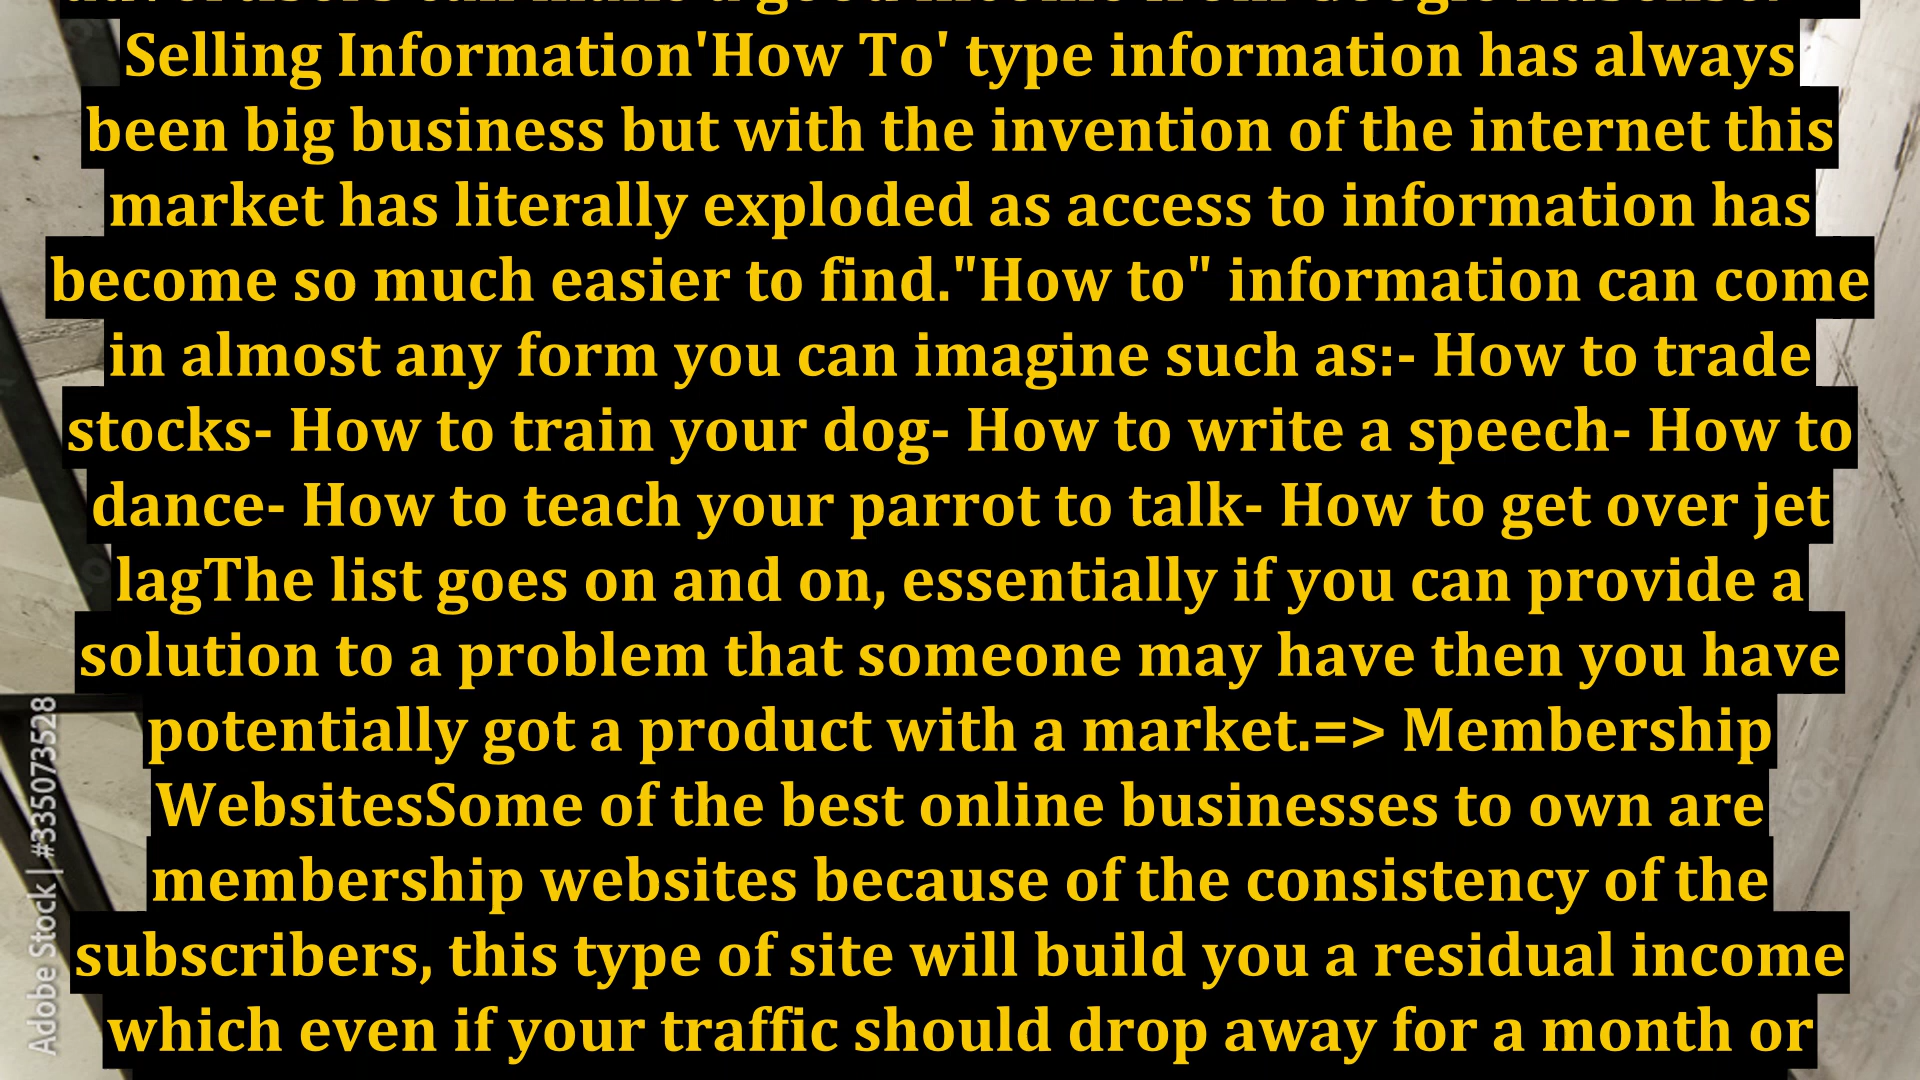 Selling Information'How To' type information has always
been big business but with the invention of the internet this
market has literally exploded as access to information has
become so much easier to find."How to" information can come
in almost any form you can imagine such as:- How to trade
stocks- How to train your dog- How to write a speech- How to
dance- How to teach your parrot to talk- How to get over jet
lagThe list goes on and on, essentially if you can provide a
solution to a problem that someone may have then you have
potentially got a product with a market.=> Membership
WebsitesSome of the best online businesses to own are
membership websites because of the consistency of the
subscribers, this type of site will build you a residual income
which even if your traffic should drop away for a month or
Adobe Stock | #335073528